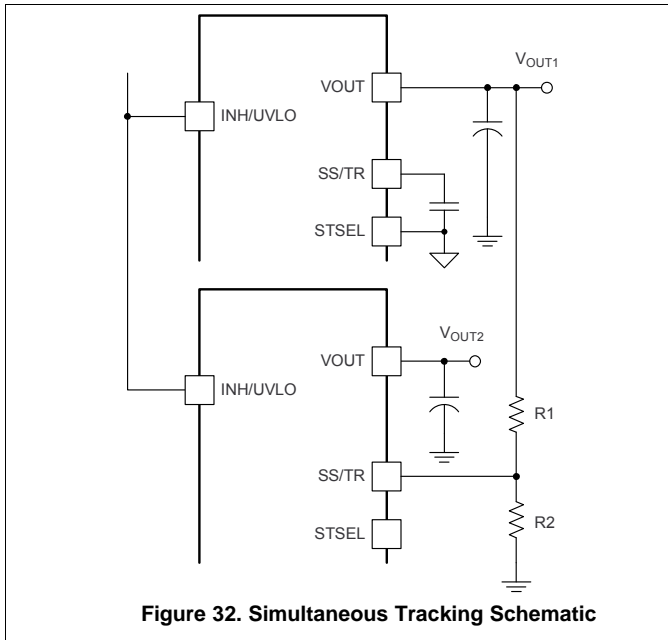 VOUT1
VOUT
INH/UVLO
SS/TR
STSEL
VOUT2
VOUT
INH/UVLO
R1
SS/TR
R2
STSEL
Figure 32. Simultaneous Tracking Schematic